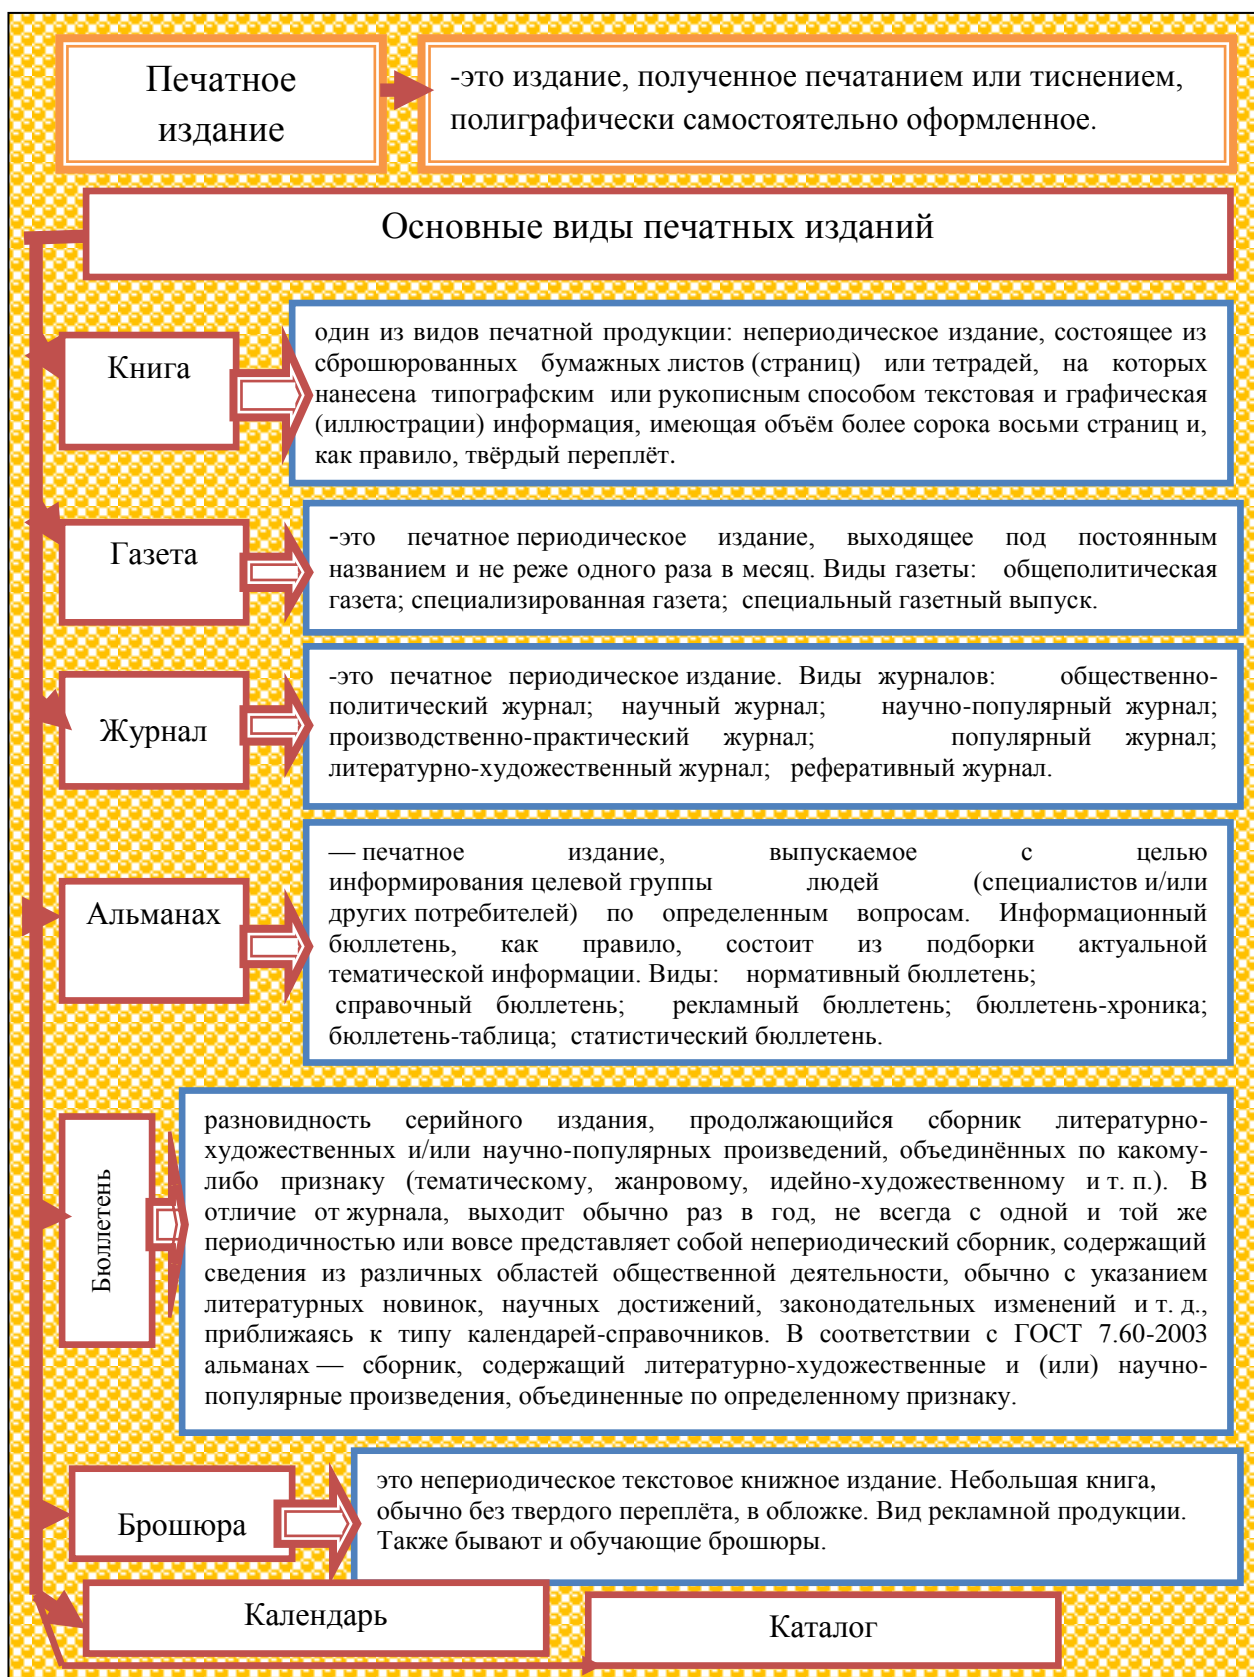 Печатное
издание
-это издание, полученное печатанием или тиснением,
полиграфически самостоятельно оформленное.
Основные виды печатных изданий
Книга
один из видов печатной продукции: непериодическое издание, состоящее из
сброшюрованных бумажных листов (страниц) или тетрадей, на которых
нанесена типографским или рукописным способом текстовая и графическая
(иллюстрации) информация, имеющая объём более сорока восьми страниц и,
как правило, твёрдый переплёт.
Газета
-это печатное периодическое издание, выходящее под постоянным
названием и не реже одного раза в месяц. Виды газеты: общеполитическая
газета; специализированная газета; специальный газетный выпуск.
Журнал
-это печатное периодическое издание. Виды журналов: общественно-
политический журнал; научный журнал; научно-популярный журнал;
производственно-практический журнал; популярный журнал;
литературно-художественный журнал; реферативный журнал.
Альманах
— печатное издание, выпускаемое с целью
информирования целевой группы людей (специалистов и/или
других потребителей) по определенным вопросам. Информационный
бюллетень, как правило, состоит из подборки актуальной
тематической информации. Виды: нормативный бюллетень;
справочный бюллетень; рекламный бюллетень; бюллетень-хроника;
бюллетень-таблица; статистический бюллетень.
Бюллетень
разновидность серийного издания, продолжающийся сборник литературно-
художественных и/или научно-популярных произведений, объединённых по какому-
либо признаку (тематическому, жанровому, идейно-художественному и т. п.). В
отличие от журнала, выходит обычно раз в год, не всегда с одной и той же
периодичностью или вовсе представляет собой непериодический сборник, содержащий
сведения из различных областей общественной деятельности, обычно с указанием
литературных новинок, научных достижений, законодательных изменений и т. д.,
приближаясь к типу календарей-справочников. В соответствии с ГОСТ 7.60-2003
альманах — сборник, содержащий литературно-художественные и (или) научно-
популярные произведения, объединенные по определенному признаку.
Брошюра
это непериодическое текстовое книжное издание. Небольшая книга,
обычно без твердого переплёта, в обложке. Вид рекламной продукции.
Также бывают и обучающие брошюры.
Календарь
Каталог